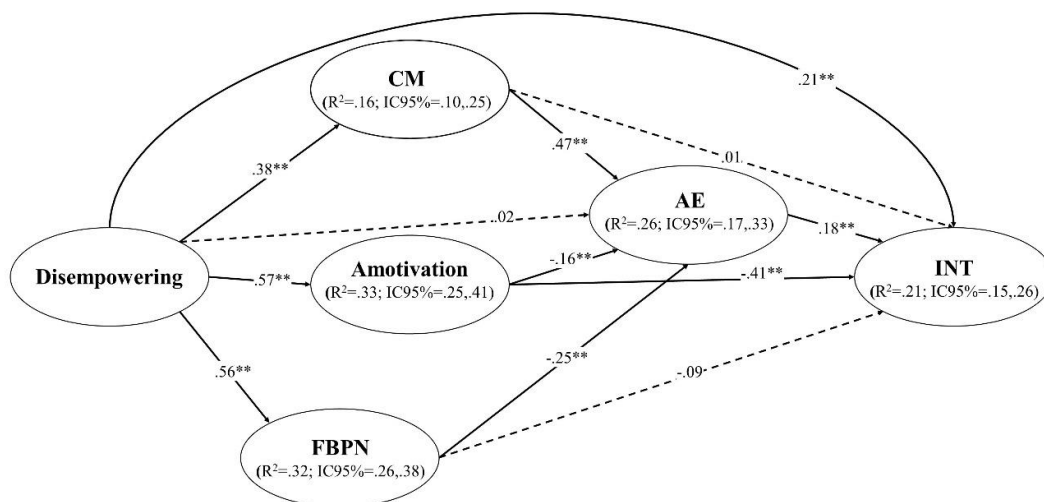 CM
(R²=.16; IC95%=.10,.25)
.21**
.38**
.47**
.01
AE
(R²=.26; IC95%=.17,.33)
.02
.18**
Disempowering
.57**
Amotivation
(R²=.33; IC95%=.25,.41)
-.16**
-.41**
INT
(R²=.21; IC95%=.15,.26)
.56**
-.25**
-.09
FBPN
(R²=.32; IC95%=.26,.38)